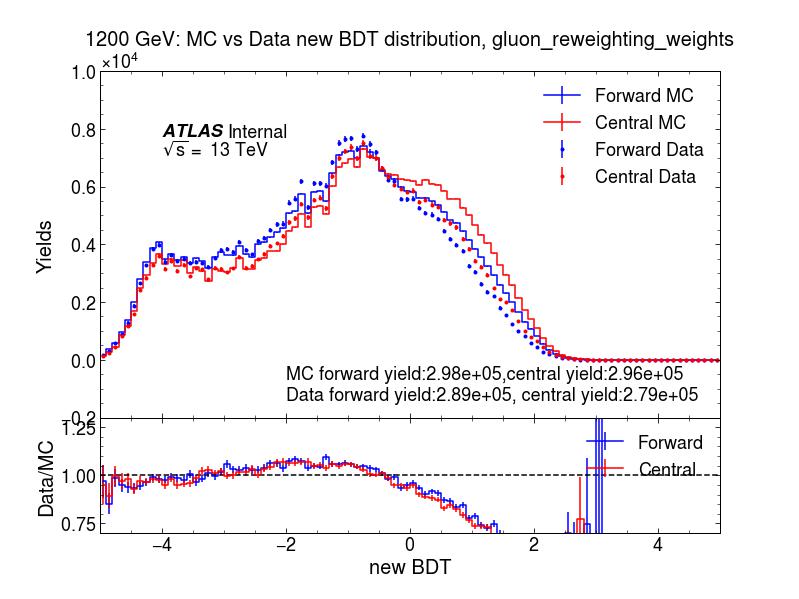 1200 GeV: MC vs Data new BDT distribution, gluon_reweighting_weights
×10⁴
1.0
0.8
0.6
0.4
0.2
0.0
0.2
Yields
ATLAS Internal
√s = 13 TeV
Forward MC
Central MC
Forward Data
Central Data
MC forward yield:2.98e+05,central yield:2.96e+05
Data forward yield:2.89e+05, central yield:2.79e+05
1.25
1.00
0.75
Data/MC
Forward
Central
−4 −2 0 2 4
new BDT